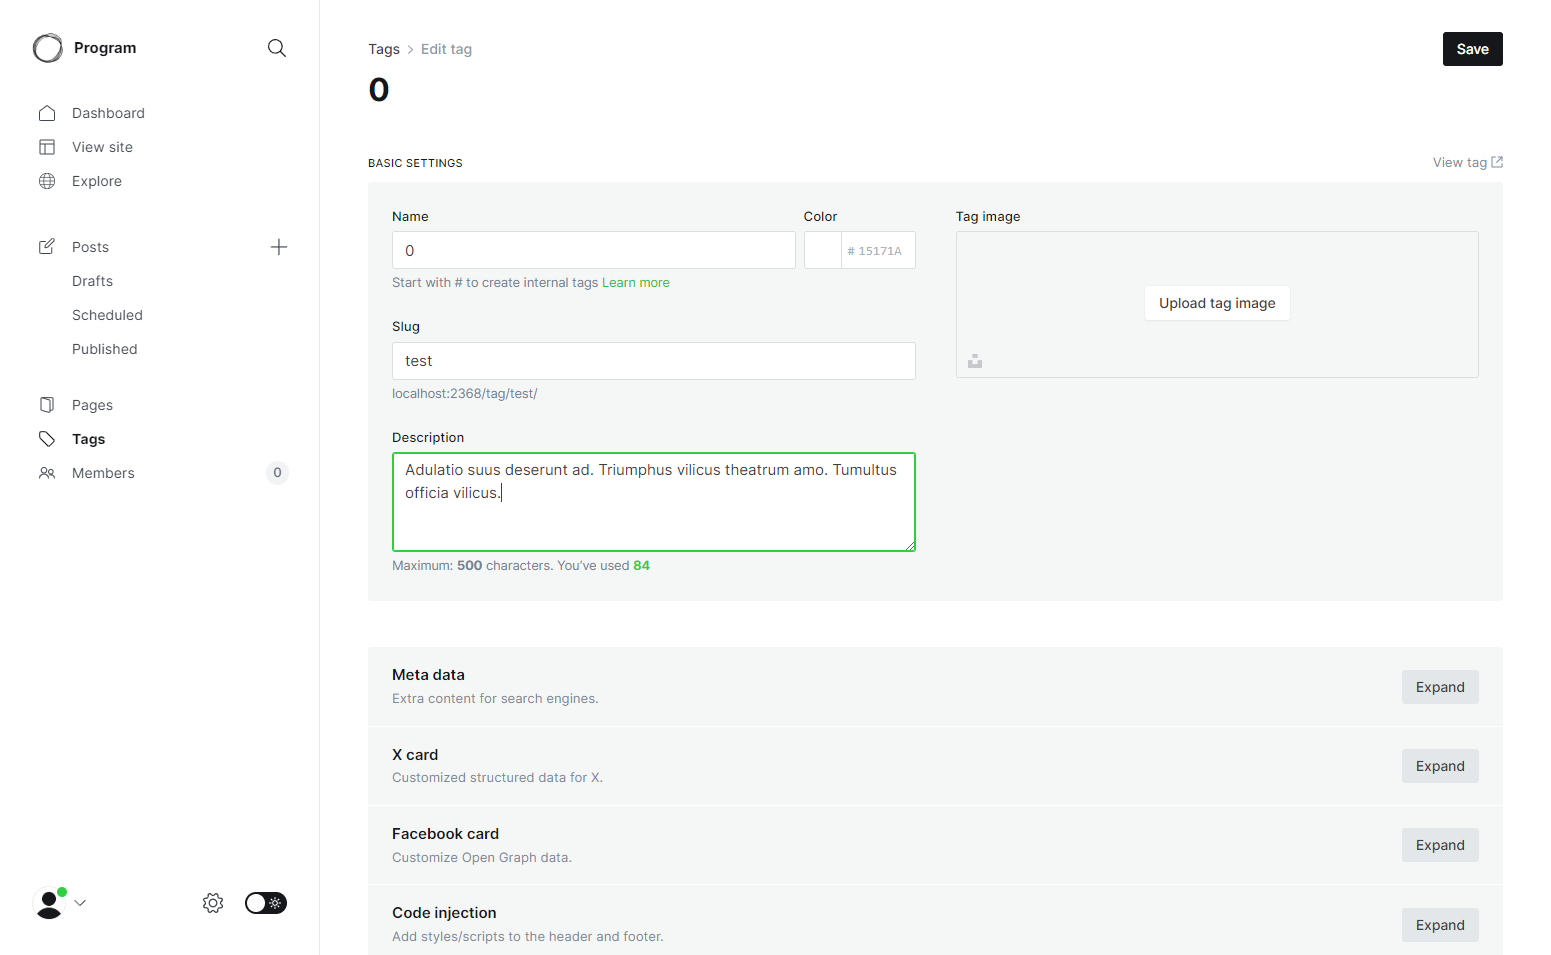 Program
Dashboard
View site
Explore
Posts
Drafts
Scheduled
Published
Pages
Tags
Members 0
Tags > Edit tag
Save
0
BASIC SETTINGS
View tag
Name
0
Start with # to create internal tags Learn more
Color
# 15171A
Tag image
Upload tag image
Slug
test
localhost:2368/tag/test/
Description
Adulatio suus deserunt ad. Triumphus vilicus theatrum amo. Tumultus
officia vilicus.
Maximum: 500 characters. You’ve used 84
Meta data
Extra content for search engines.
Expand
X card
Customized structured data for X.
Expand
Facebook card
Customize Open Graph data.
Expand
Code injection
Add styles/scripts to the header and footer.
Expand